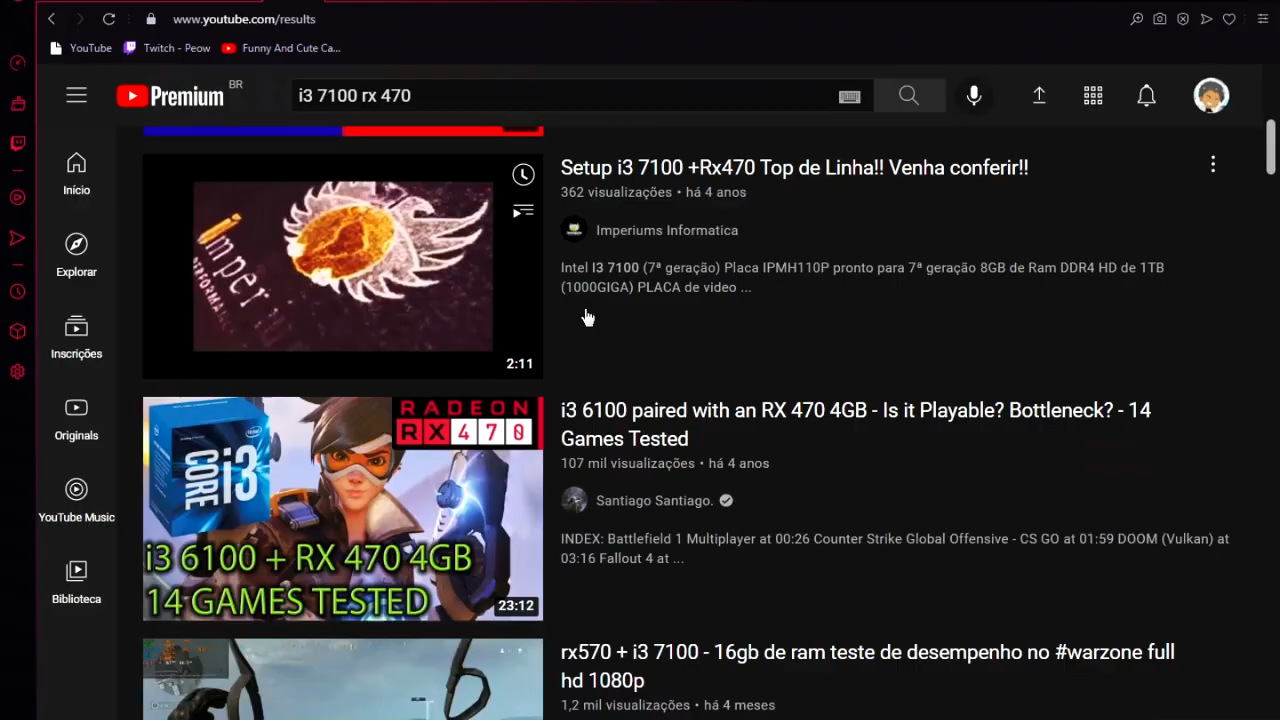 www.youtube.com/results
YouTube
Twitch - Peow
Funny And Cute Ca...
Premium
BR
i3 7100 rx 470
Início
Explorar
Inscrições
Originals
YouTube Music
Biblioteca
2:11
Setup i3 7100 +Rx470 Top de Linha!! Venha conferir!!
362 visualizações • há 4 anos
Imperiums Informatica
Intel I3 7100 (7ª geração) Placa IPMH110P pronto para 7ª geração 8GB de Ram DDR4 HD de 1TB
(1000GIGA) PLACA de video ...
RADEON
RX 470
CORE i3
i3 6100 + RX 470 4GB
14 GAMES TESTED
23:12
i3 6100 paired with an RX 470 4GB - Is it Playable? Bottleneck? - 14
Games Tested
107 mil visualizações • há 4 anos
Santiago Santiago.
INDEX: Battlefield 1 Multiplayer at 00:26 Counter Strike Global Offensive - CS GO at 01:59 DOOM (Vulkan) at
03:16 Fallout 4 at ...
rx570 + i3 7100 - 16gb de ram teste de desempenho no #warzone full
hd 1080p
1,2 mil visualizações • há 4 meses